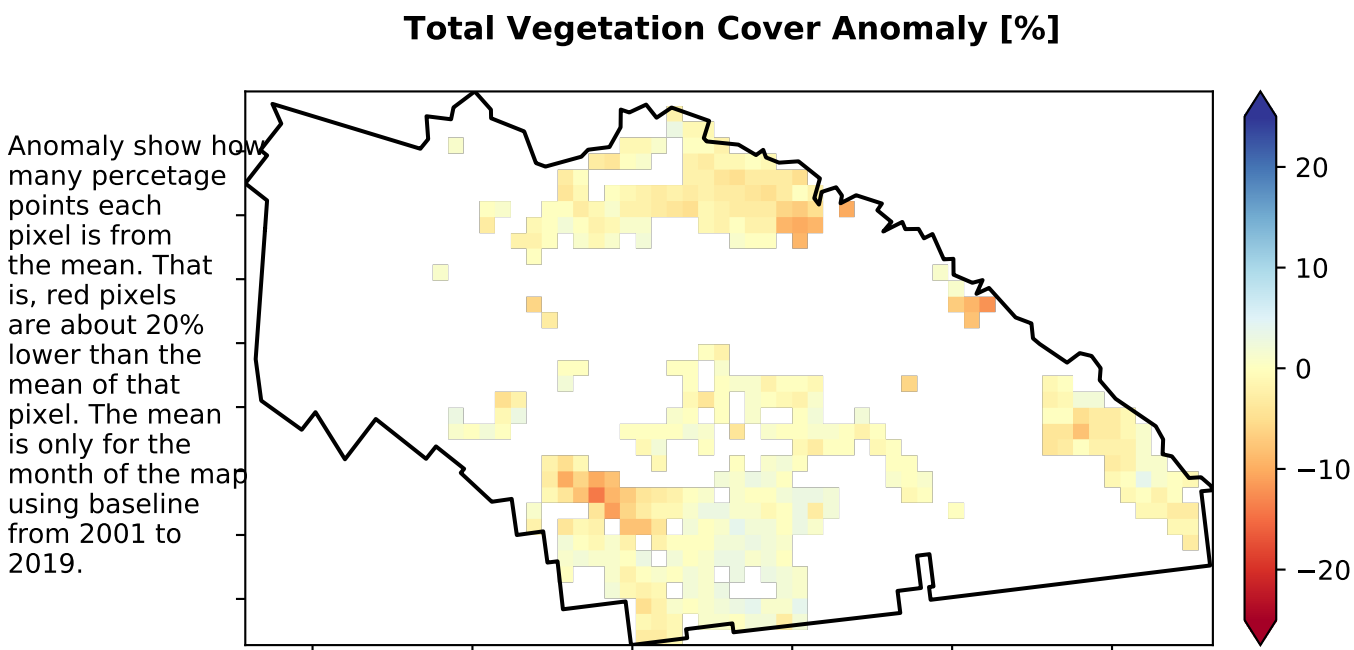 Total Vegetation Cover Anomaly [%]
Anomaly show how
many percetage
points each
pixel is from
the mean. That
is, red pixels
are about 20%
lower than the
mean of that
pixel. The mean
is only for the
month of the map
using baseline
from 2001 to
2019.
20
10
0
−10
−20